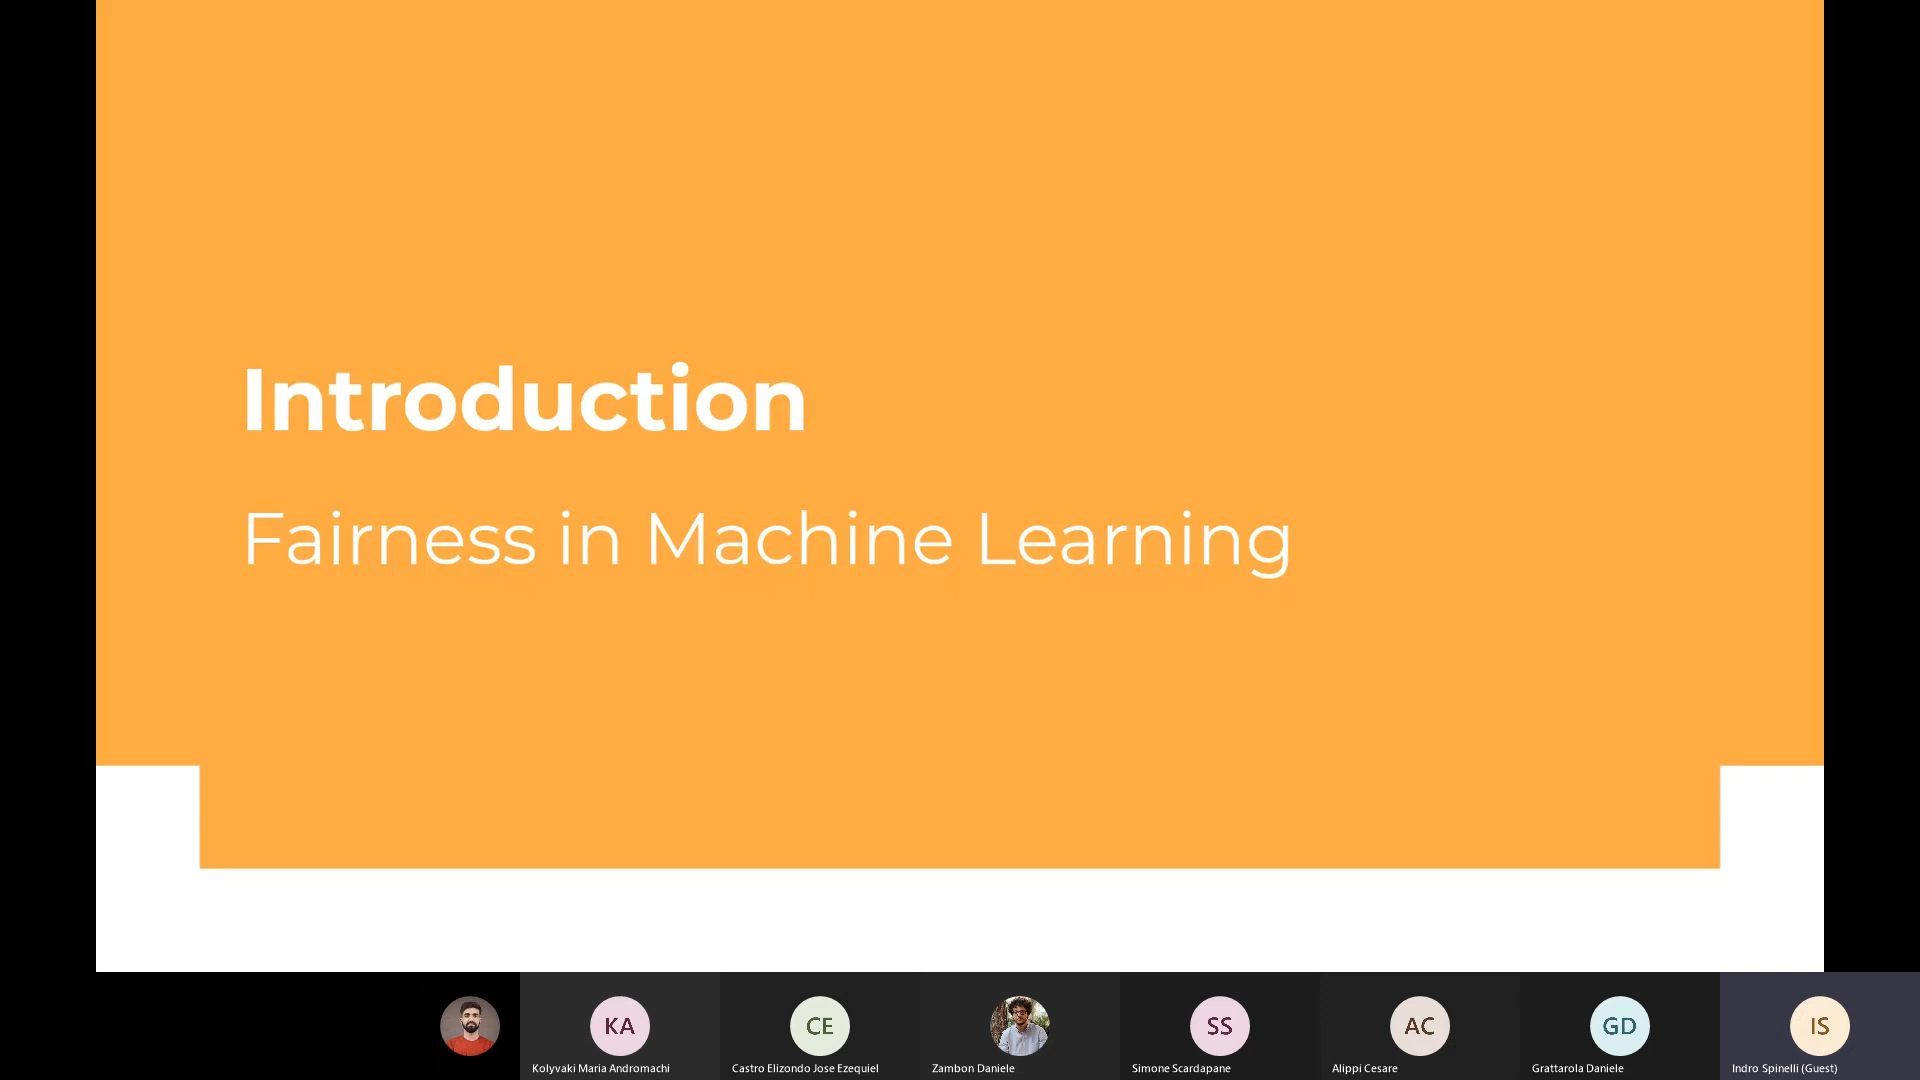 Introduction
Fairness in Machine Learning
KA
CE
SS
AC
GD
IS
Kolyvaki Maria Andromachi
Castro Elizondo Jose Ezequiel
Zambon Daniele
Simone Scardapane
Alippi Cesare
Grattarola Daniele
Indro Spinelli (Guest)